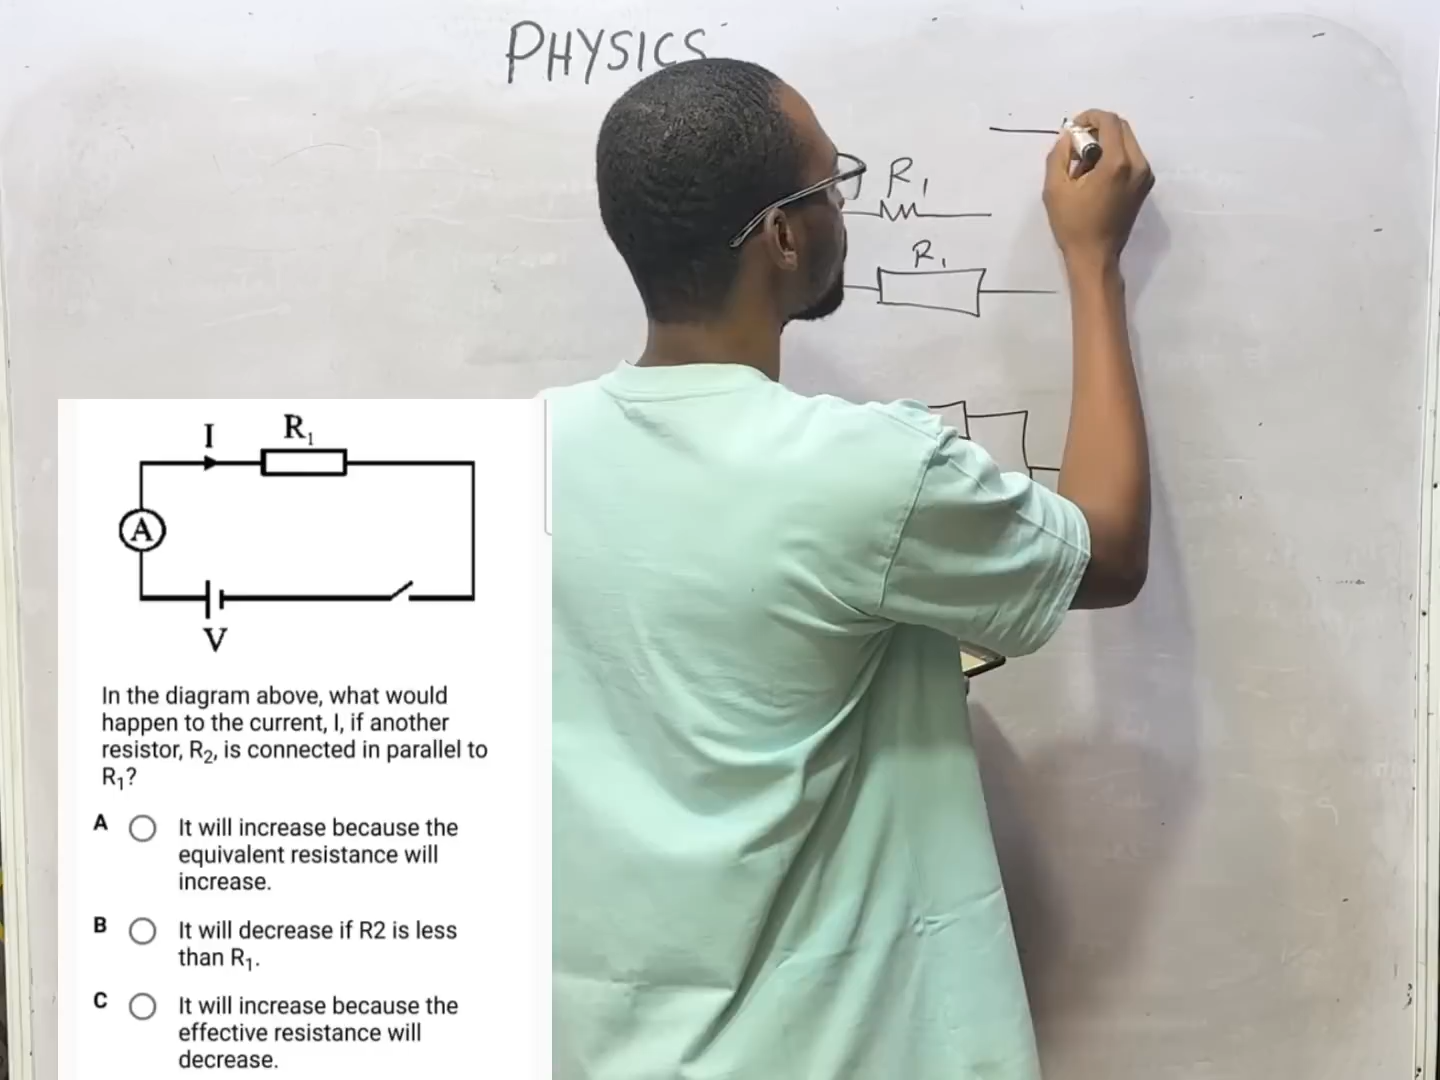 PHYSICS
R1
R1
I
R1
A
V
In the diagram above, what would
happen to the current, I, if another
resistor, R2, is connected in parallel to
R1?
A It will increase because the
equivalent resistance will
increase.
B It will decrease if R2 is less
than R1.
C It will increase because the
effective resistance will
decrease.